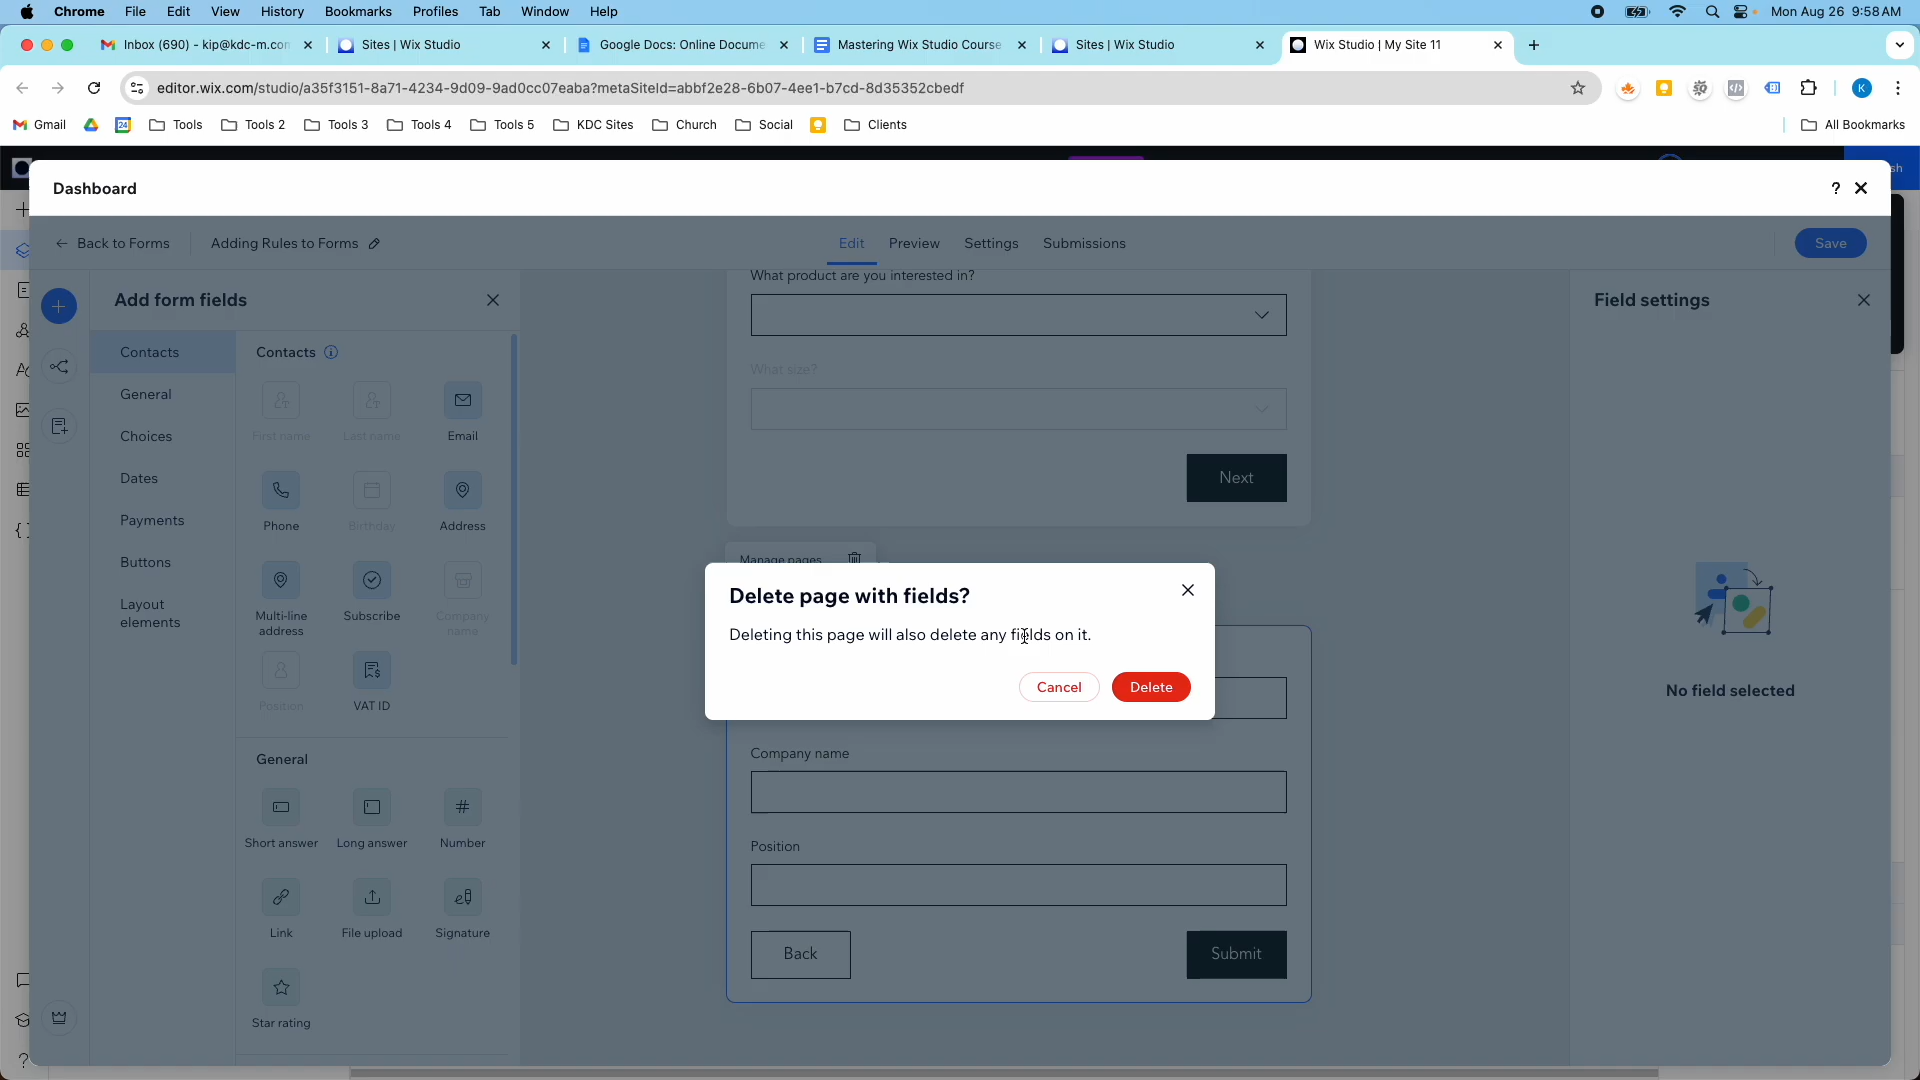 Chrome File Edit View History Bookmarks Profiles Tab Window Help Mon Aug 26 9:58 AM
Inbox (690) - kip@kdc-m.con Sites | Wix Studio Google Docs: Online Docume Mastering Wix Studio Course Sites | Wix Studio Wix Studio | My Site 11
editor.wix.com/studio/a35f3151-8a71-4234-9d09-9ad0cc07eaba?metaSiteId=abbf2e28-6b07-4ee1-b7cd-8d35352cbedf
Gmail Tools Tools 2 Tools 3 Tools 4 Tools 5 KDC Sites Church Social Clients All Bookmarks
Dashboard ?
Back to Forms Adding Rules to Forms Edit Preview Settings Submissions Save
Add form fields
Contacts
General
Choices
Dates
Payments
Buttons
Layout
elements
Contacts
First name Last name Email
Phone Birthday Address
Multi-line
address
Subscribe
Company
name
Position VAT ID
General
Short answer Long answer Number
Link File upload Signature
Star rating
What product are you interested in?
What size?
Next
Manage pages
Delete page with fields?
Deleting this page will also delete any fields on it.
Cancel Delete
Company name
Position
Back Submit
Field settings
No field selected